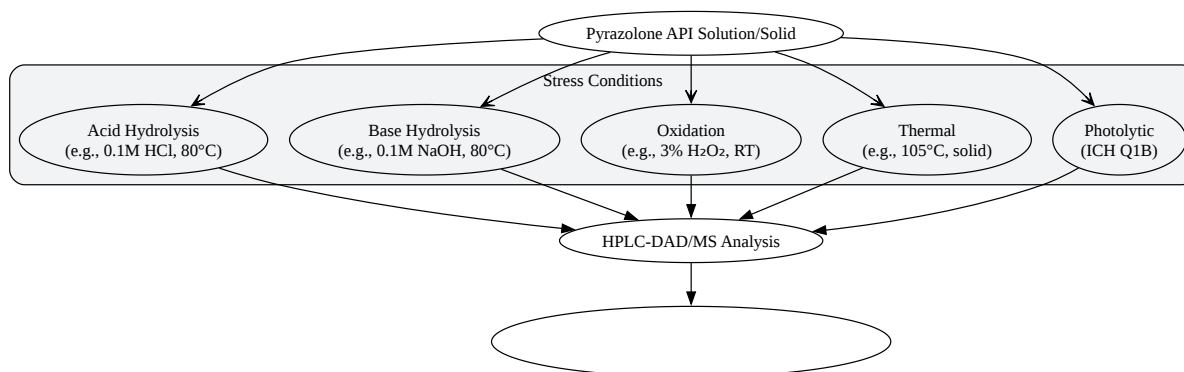 Pyrazolone API Solution/Solid
Stress Conditions
Acid Hydrolysis
(e.g., 0.1M HCl, 80°C)
Base Hydrolysis
(e.g., 0.1M NaOH, 80°C)
Oxidation
(e.g., 3% H₂O₂, RT)
Thermal
(e.g., 105°C, solid)
Photolytic
(ICH Q1B)
HPLC-DAD/MS Analysis